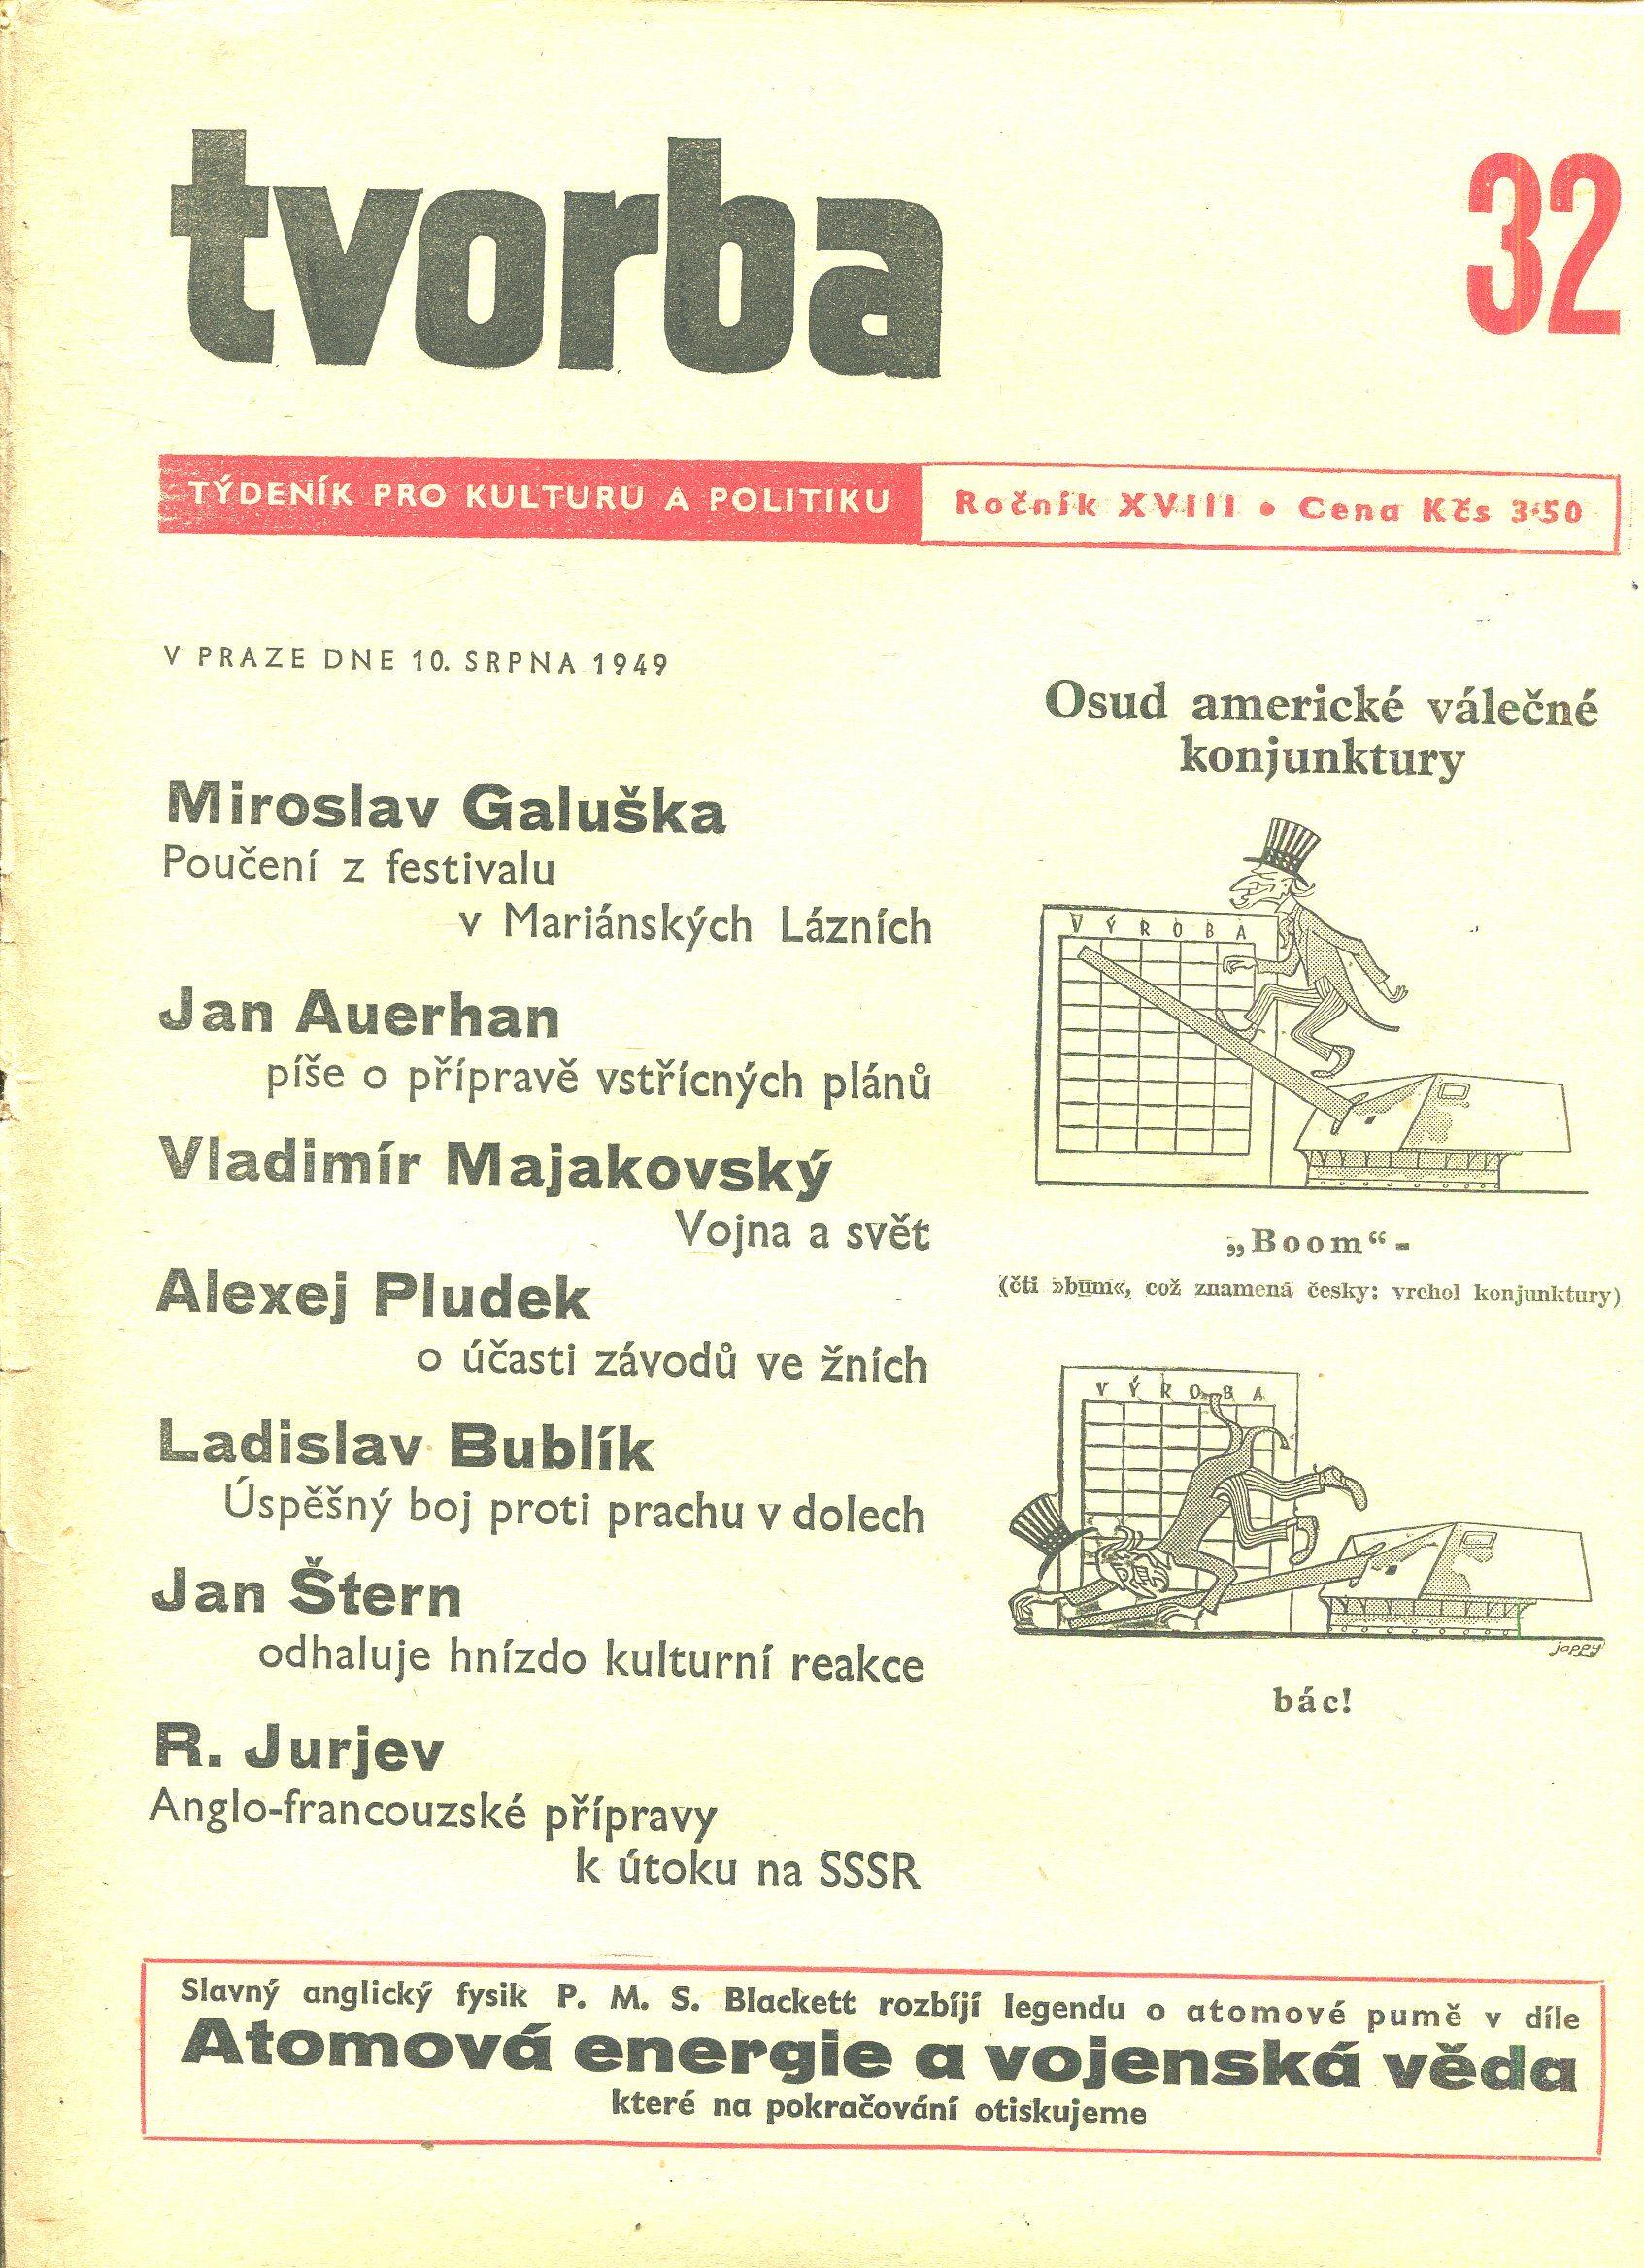 tvorba
32
TÝDENÍK PRO KULTURU A POLITIKU
Ročník XVIII • Cena Kčs 3·50
V PRAZE DNE 10. SRPNA 1949
Miroslav Galuška
Poučení z festivalu
v Mariánských Lázních
Jan Auerhan
píše o přípravě vstřícných plánů
Vladimír Majakovský
Vojna a svět
Alexej Pludek
o účasti závodů ve žních
Ladislav Bublík
Úspěšný boj proti prachu v dolech
Jan Štern
odhaluje hnízdo kulturní reakce
R. Jurjev
Anglo-francouzské přípravy
k útoku na SSSR
Osud americké válečné
konjunktury
VÝROBA
„Boom“-
(čti »bum«, což znamená česky: vrchol konjunktury)
VÝROBA
jappy
bác!
Slavný anglický fysik P. M. S. Blackett rozbíjí legendu o atomové pumě v díle
Atomová energie a vojenská věda
které na pokračování otiskujeme